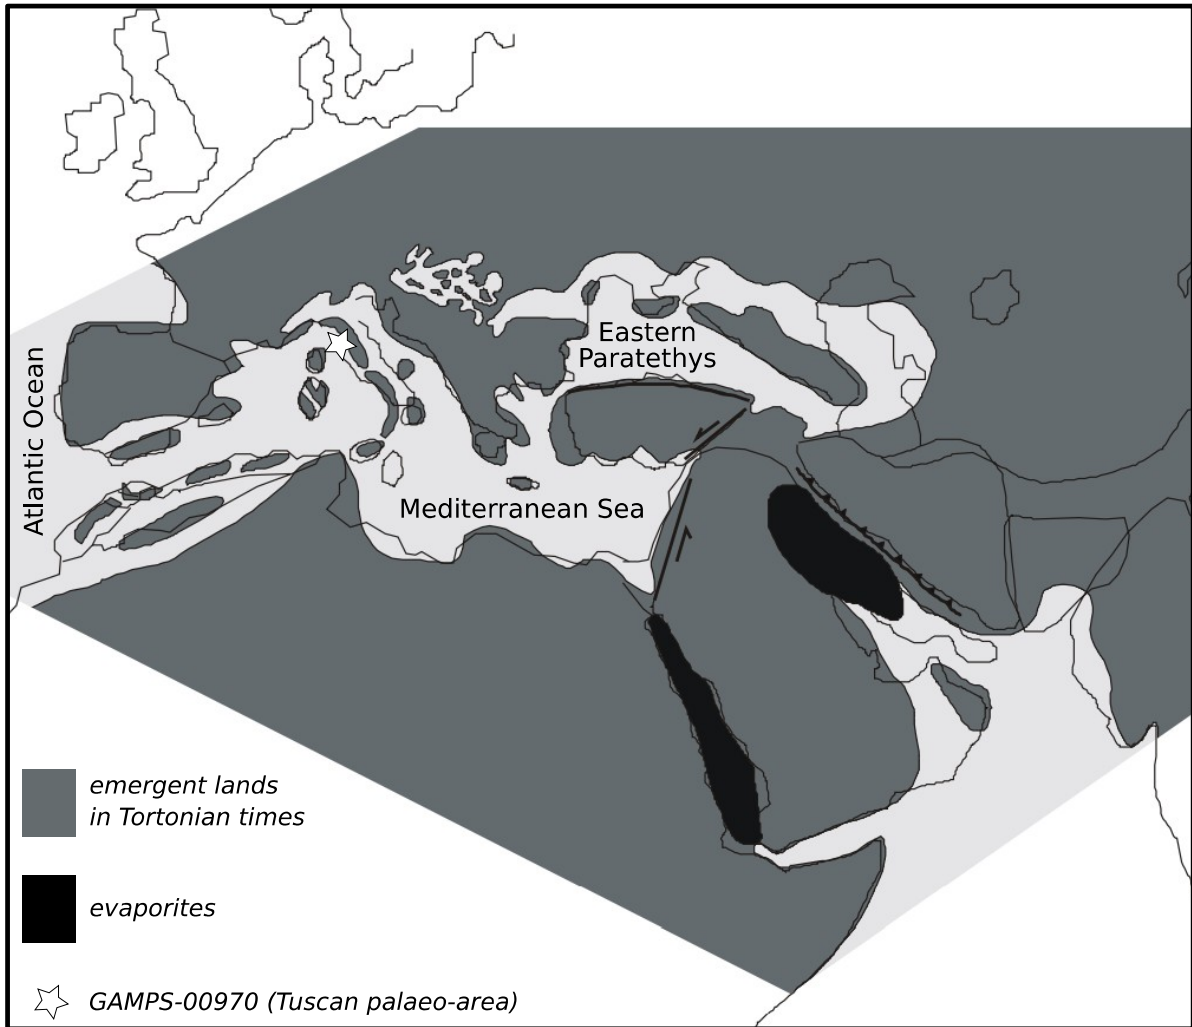 Eastern
Paratethys
Atlantic Ocean
Mediterranean Sea
emergent lands
in Tortonian times
evaporites
GAMPS-00970 (Tuscan palaeo-area)